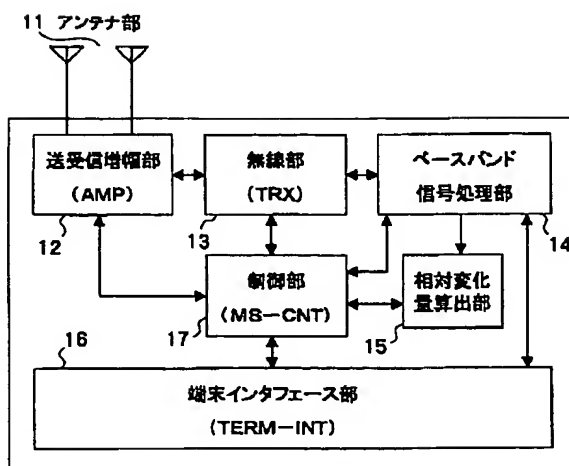 11 アンテナ部
送受信増幅部
(AMP)
12
無線部
(TRX)
13
ベースバンド
信号処理部
14
制御部
(MS-CNT)
17
相対変化
量算出部
15
16
端末インタフェース部
(TERM-INT)